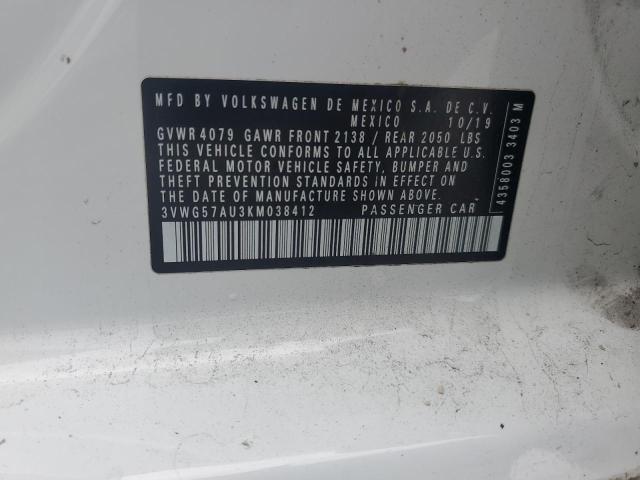 MFD BY VOLKSWAGEN DE MEXICO S.A. DE C.V.
MEXICO 10/19
GVWR 4079 GAWR FRONT 2138 / REAR 2050 LBS
THIS VEHICLE CONFORMS TO ALL APPLICABLE U.S.
FEDERAL MOTOR VEHICLE SAFETY, BUMPER AND
THEFT PREVENTION STANDARDS IN EFFECT ON
THE DATE OF MANUFACTURE SHOWN ABOVE.
3VWG57AU3KM038412 PASSENGER CAR
4358003 3403 M